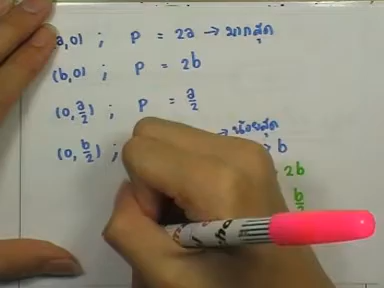 a,0) ; P = 2a → มากสุด
(b,0) ; P = 2b
(0, a/2) ; P = a/2
(0, b/2) ; → น้อยสุด
b
2b
b/2